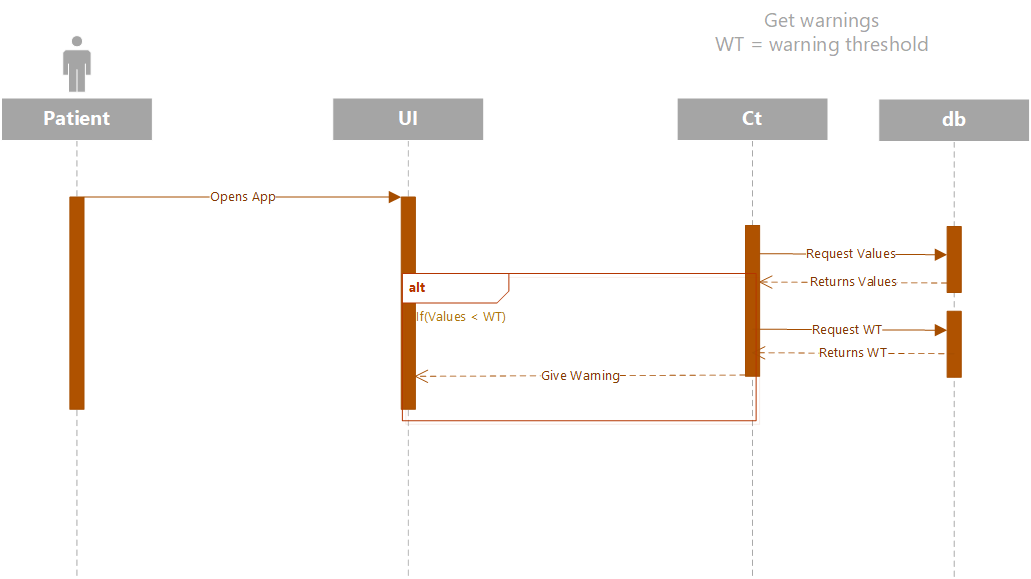 Get warnings
WT = warning threshold
Patient
UI
Ct
db
Opens App
Request Values
Returns Values
alt
If(Values < WT)
Request WT
Returns WT
Give Warning